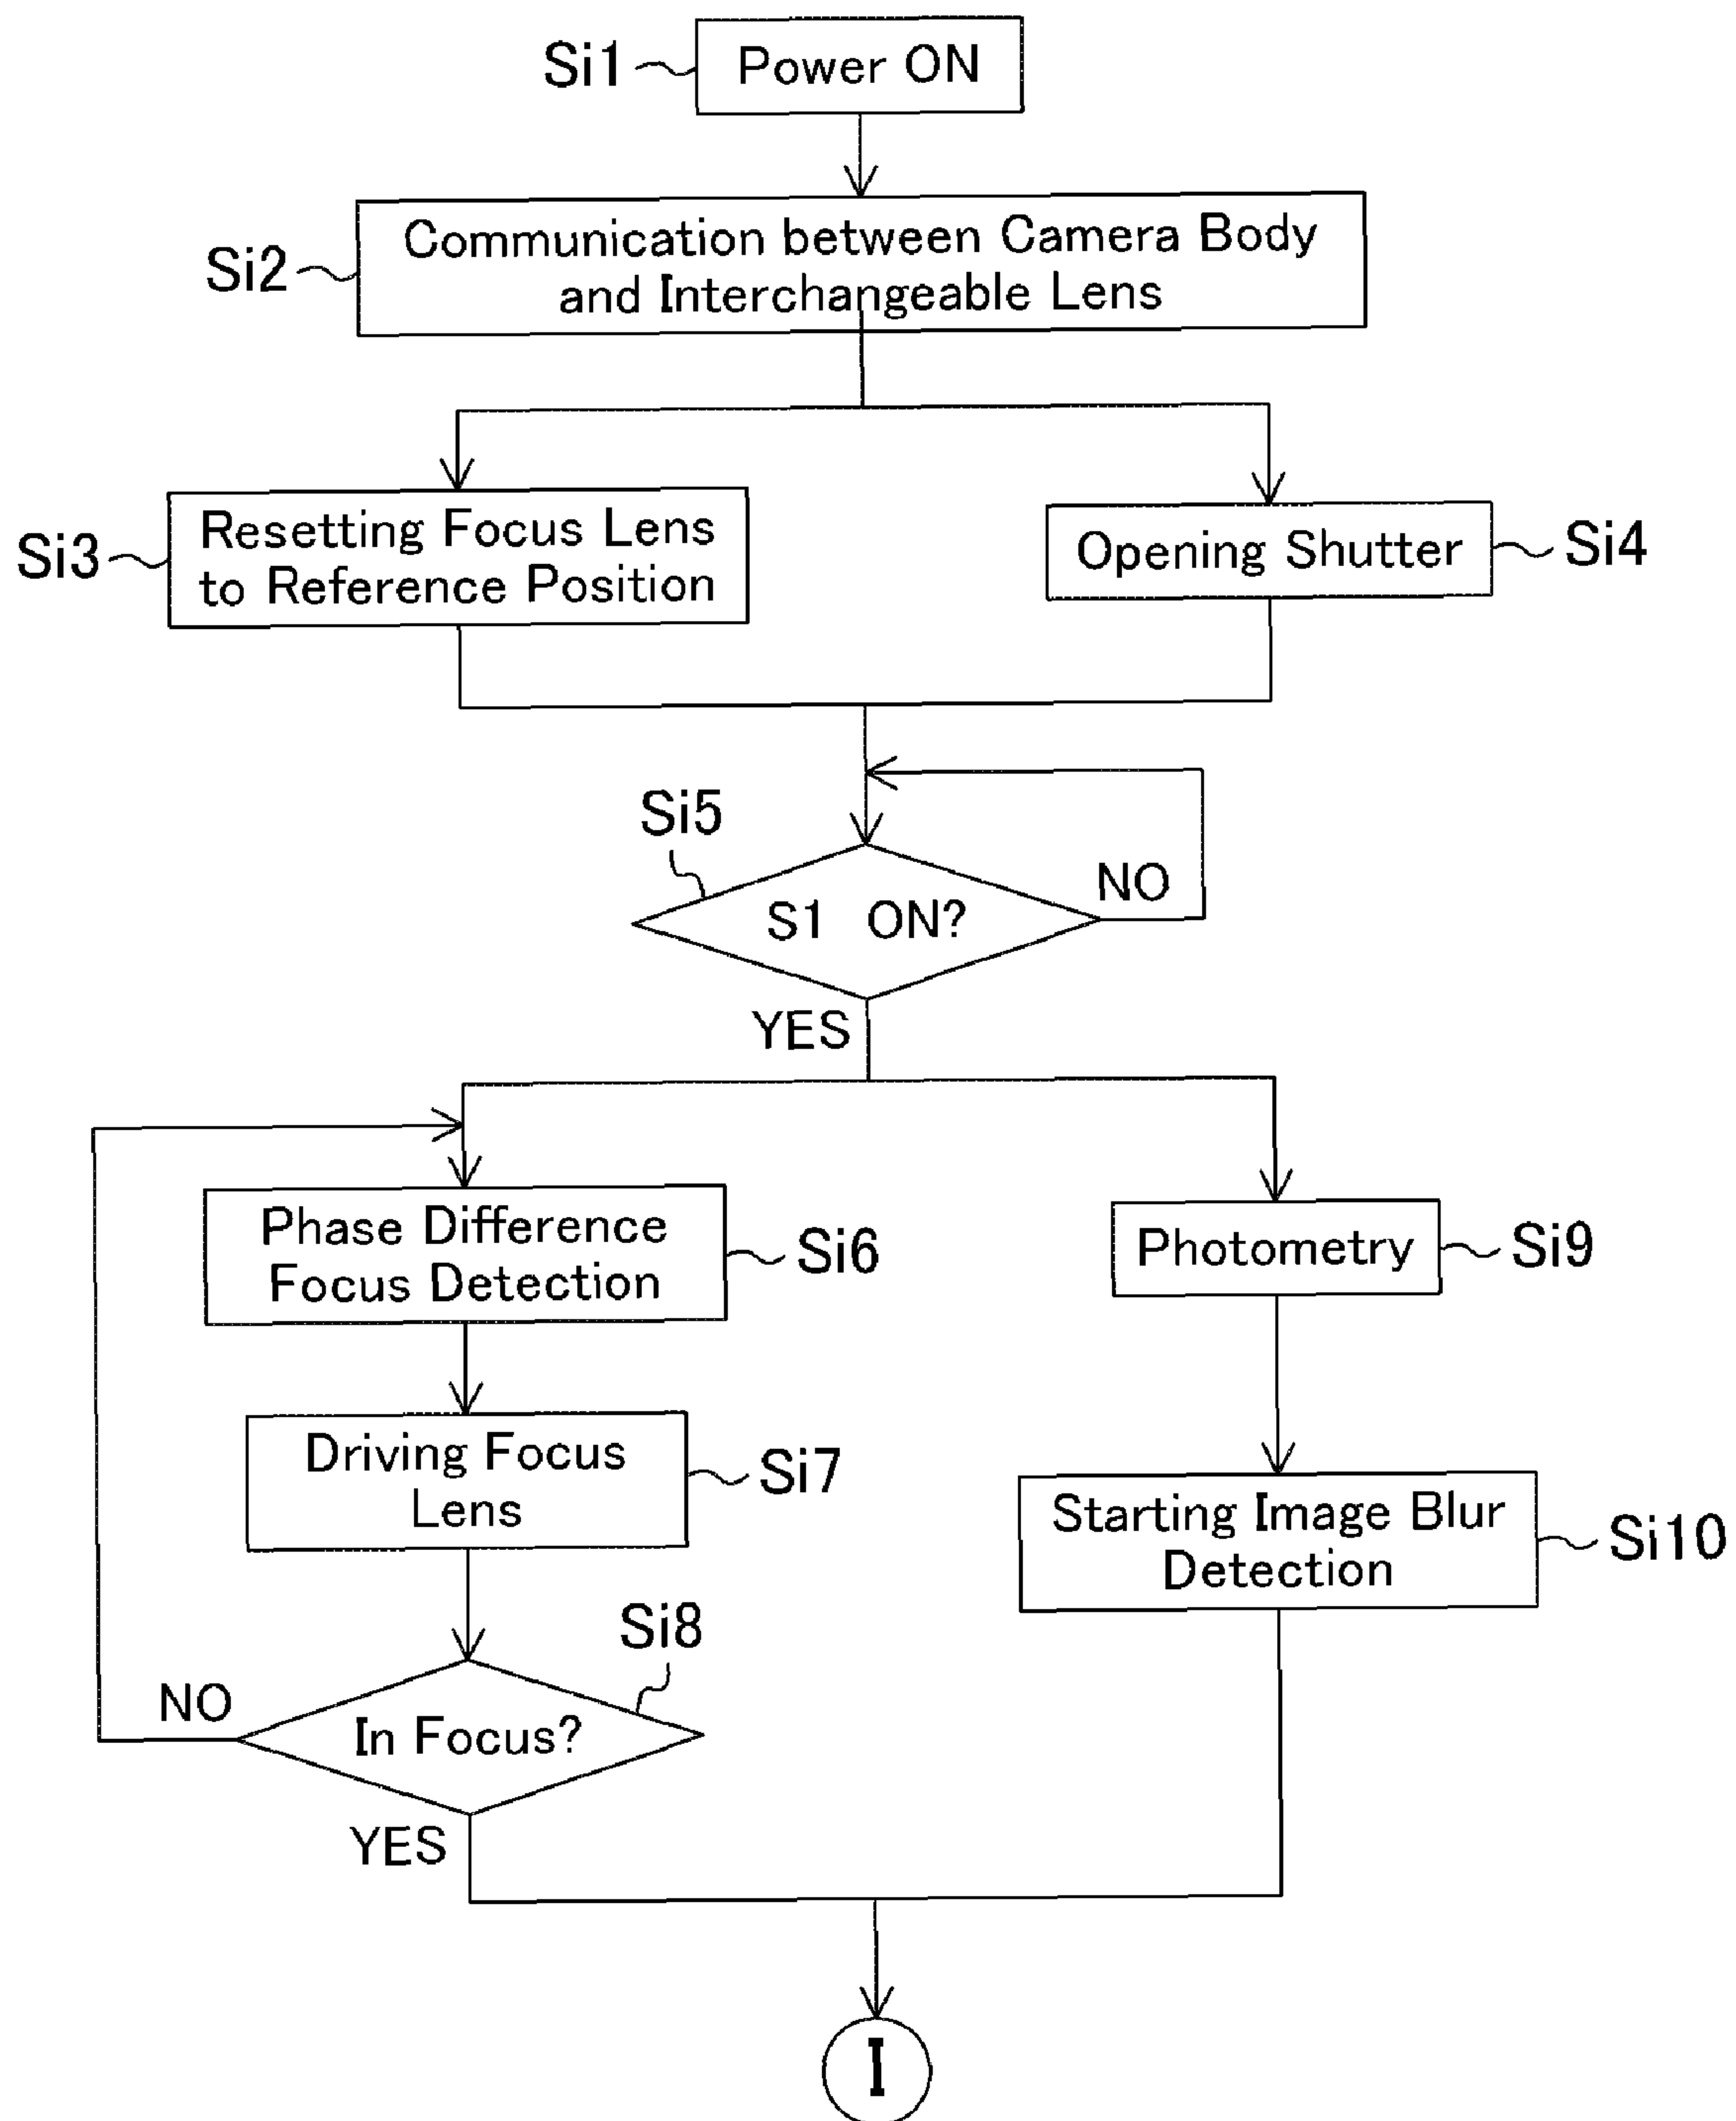 Si1
Power ON
Si2
Communication between Camera Body
and Interchangeable Lens
Si3
Resetting Focus Lens
to Reference Position
Opening Shutter
Si4
Si5
S1 ON?
NO
YES
Phase Difference
Focus Detection
Si6
Photometry
Si9
Driving Focus
Lens
Si7
Starting Image Blur
Detection
Si10
Si8
In Focus?
NO
YES
I